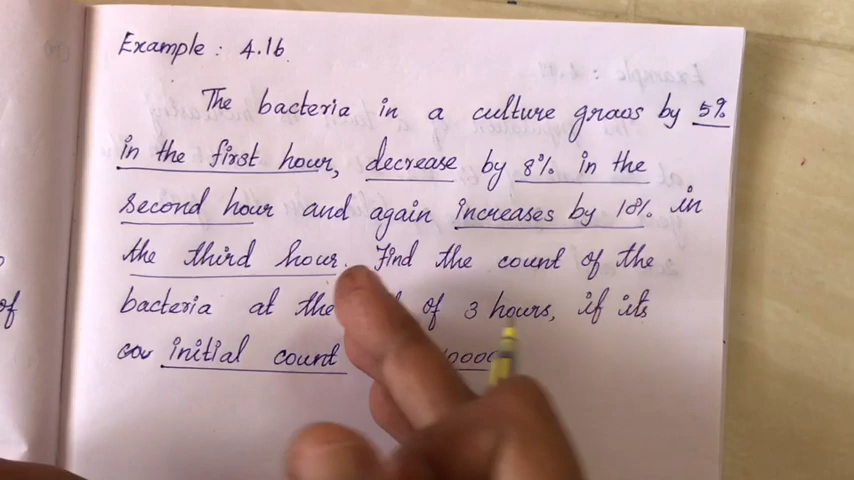 Example : 4.16
The bacteria in a culture grows by 5%
in the first hour, decrease by 8% in the
second hour and again increases by 10% in
the third hour. Find the count of the
bacteria at the of 3 hours, if its
initial count 10000
of